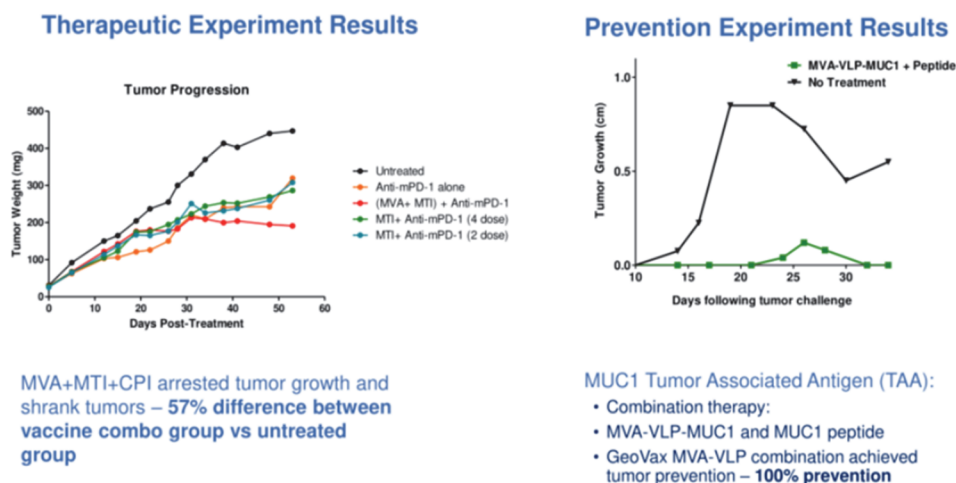 Therapeutic Experiment Results
Tumor Progression
500
400
300
200
100
0
Tumor Weight (mg)
0
10
20
30
40
50
60
Days Post-Treatment
Untreated
Anti-mPD-1 alone
(MVA+ MTI) + Anti-mPD-1
MTI+ Anti-mPD-1 (4 dose)
MTI+ Anti-mPD-1 (2 dose)
MVA+MTI+CPI arrested tumor growth and
shrank tumors – 57% difference between
vaccine combo group vs untreated
group
Prevention Experiment Results
MVA-VLP-MUC1 + Peptide
No Treatment
1.0
0.5
0.0
Tumor Growth (cm)
10
15
20
25
30
Days following tumor challenge
MUC1 Tumor Associated Antigen (TAA):
• Combination therapy:
• MVA-VLP-MUC1 and MUC1 peptide
• GeoVax MVA-VLP combination achieved
tumor prevention – 100% prevention